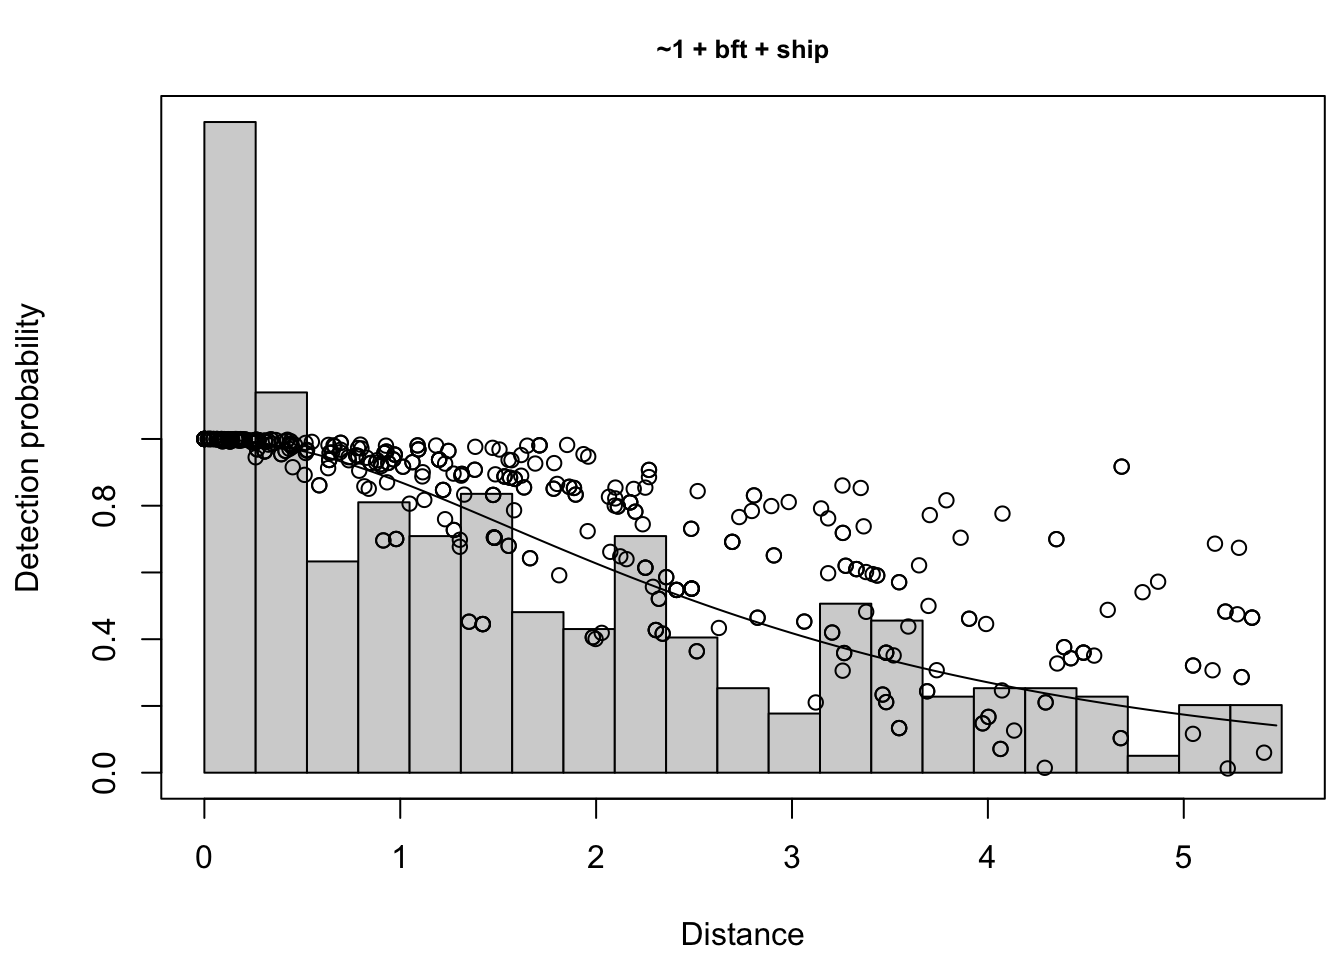 ~1 + bft + ship
Detection probability
0.8
0.4
0.0
0 1 2 3 4 5
Distance